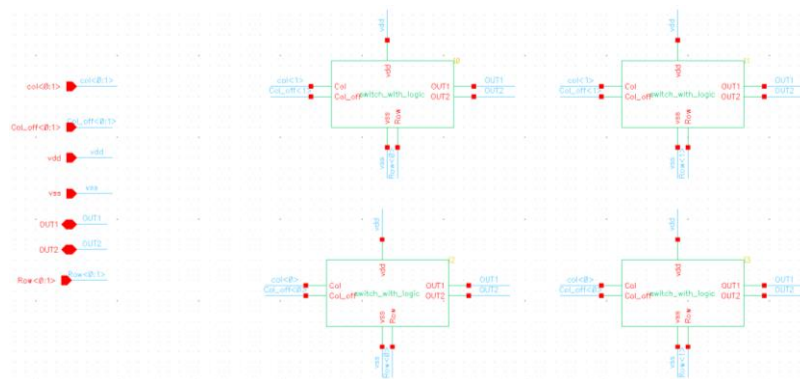 col<0:1> col<0:1>
Col_off<0:1> Col_off<0:1>
vdd vdd
vss vss
OUT1 OUT1
OUT2 OUT2
Row<0:1> Row<0:1>
vdd
vdd
col<1> Col OUT1 OUT1
Col_off<1> Col_off switch_with_logic OUT2 OUT2
vss Row
vss Row<0>
vdd
vdd
col<1> Col OUT1 OUT1
Col_off<1> Col_off switch_with_logic OUT2 OUT2
vss Row
vss Row<1>
vdd
vdd
col<0> Col OUT1 OUT1
Col_off<0> Col_off switch_with_logic OUT2 OUT2
vss Row
vss Row<0>
vdd
vdd
col<0> Col OUT1 OUT1
Col_off<0> Col_off switch_with_logic OUT2 OUT2
vss Row
vss Row<1>